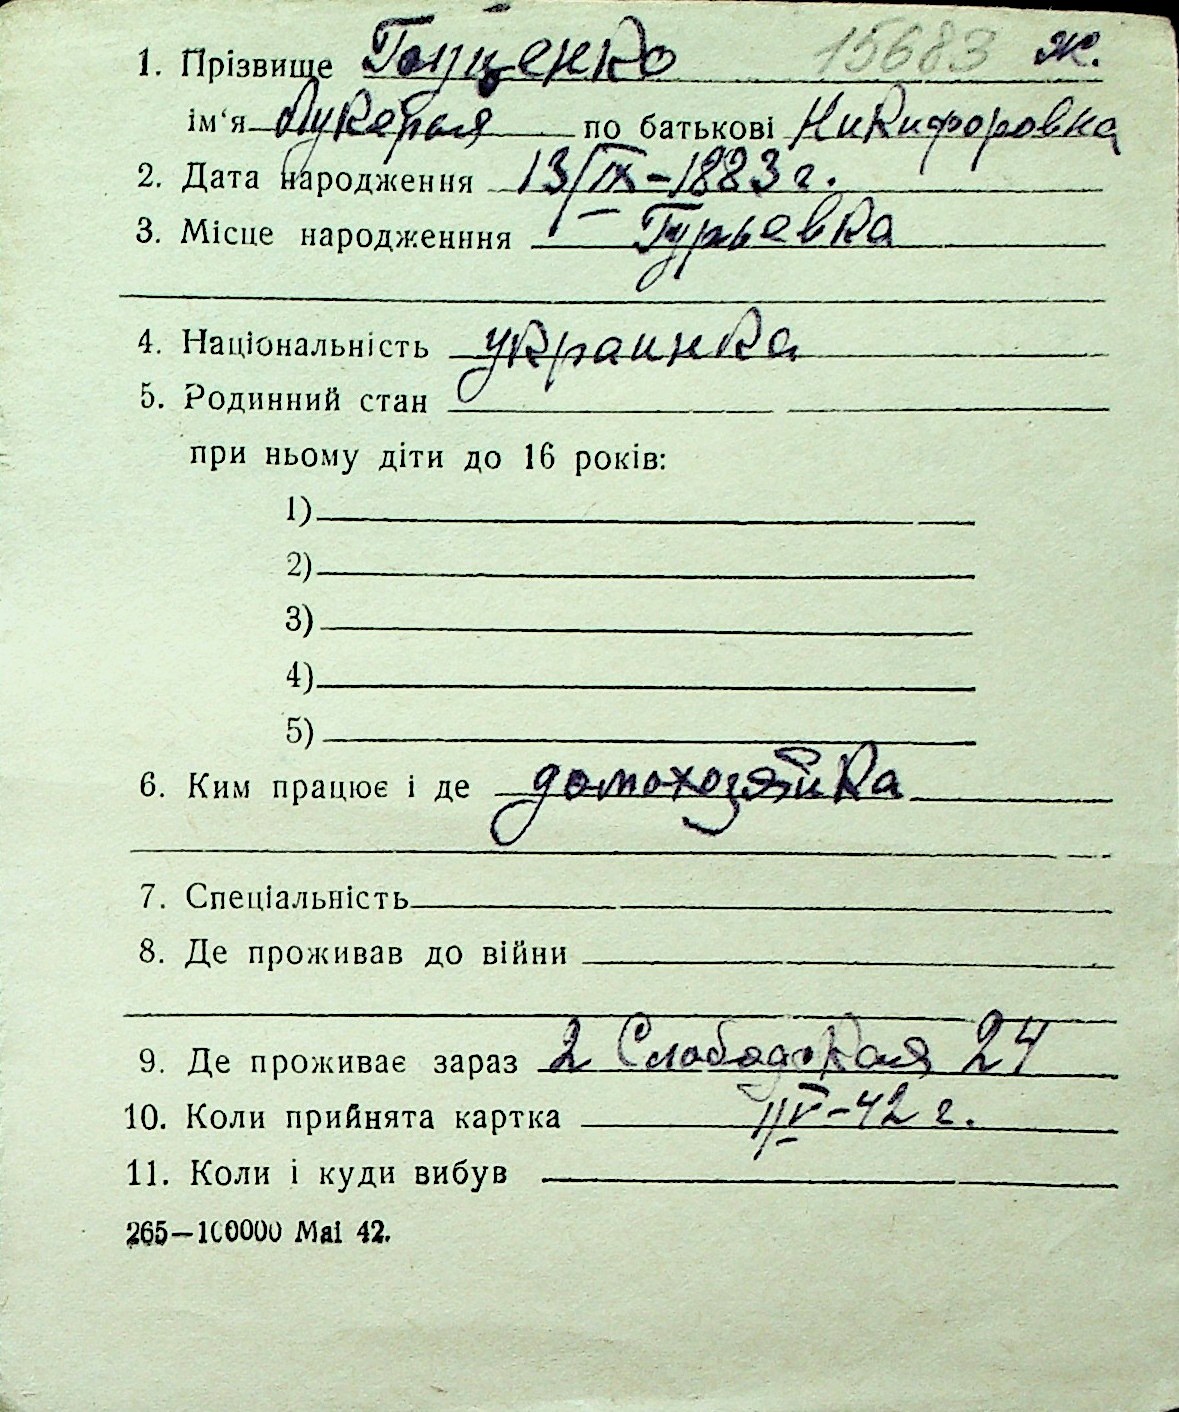 1. Прізвище Гонценко 15683 ж.
ім'я Лукерья по батькові Никифоровна
2. Дата народження 13/IX-1883 г.
3. Місце народженння Гурьевка
4. Національність украинка
5. Родинний стан
при ньому діти до 16 років:
1)
2)
3)
4)
5)
6. Ким працює і де домохозяйка
7. Спеціальність
8. Де проживав до війни
9. Де проживає зараз 2 Слободская 24
10. Коли прийнята картка V-42 г.
11. Коли і куди вибув
265—100000 Mai 42.